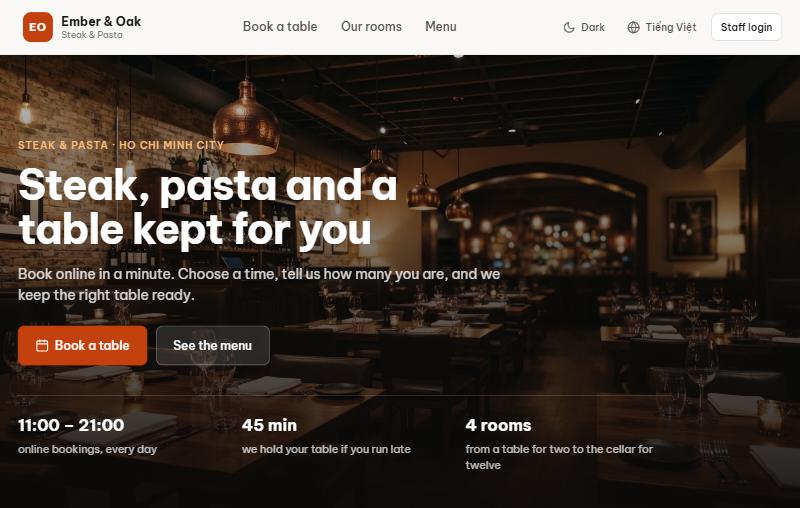 EO
Ember & Oak
Steak & Pasta
Book a table
Our rooms
Menu
Dark
Tiếng Việt
Staff login
STEAK & PASTA · HO CHI MINH CITY
Steak, pasta and a
table kept for you
Book online in a minute. Choose a time, tell us how many you are, and we
keep the right table ready.
Book a table
See the menu
11:00 – 21:00
online bookings, every day
45 min
we hold your table if you run late
4 rooms
from a table for two to the cellar for
twelve